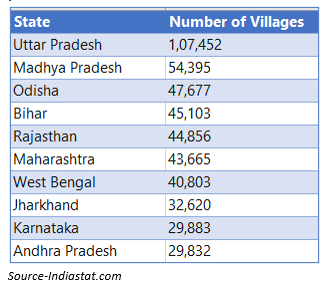 State Number of Villages
Uttar Pradesh 1,07,452
Madhya Pradesh 54,395
Odisha 47,677
Bihar 45,103
Rajasthan 44,856
Maharashtra 43,665
West Bengal 40,803
Jharkhand 32,620
Karnataka 29,883
Andhra Pradesh 29,832
Source-Indiastat.com